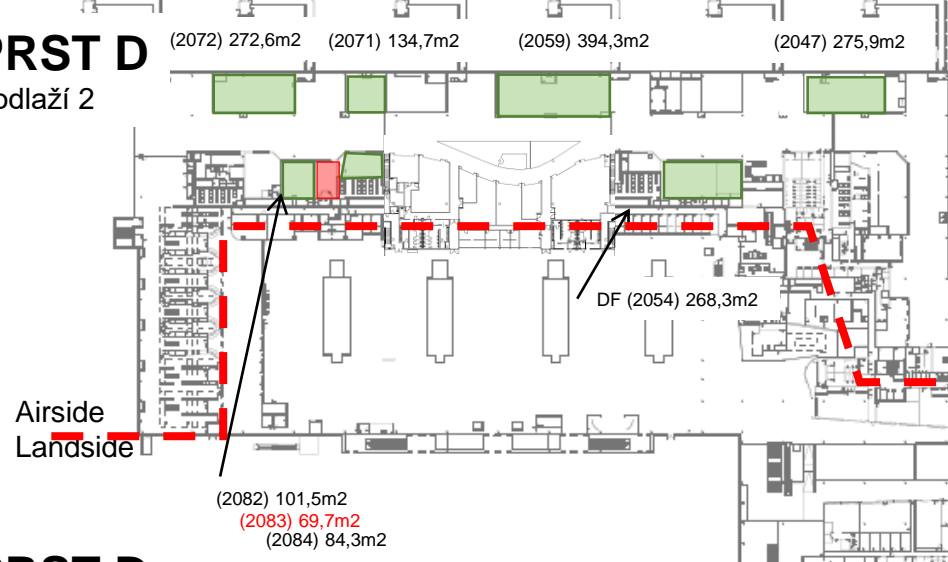 PRST D
odlaží 2
(2072) 272,6m2 (2071) 134,7m2 (2059) 394,3m2 (2047) 275,9m2
DF (2054) 268,3m2
Airside
Landside
(2082) 101,5m2
(2083) 69,7m2
(2084) 84,3m2